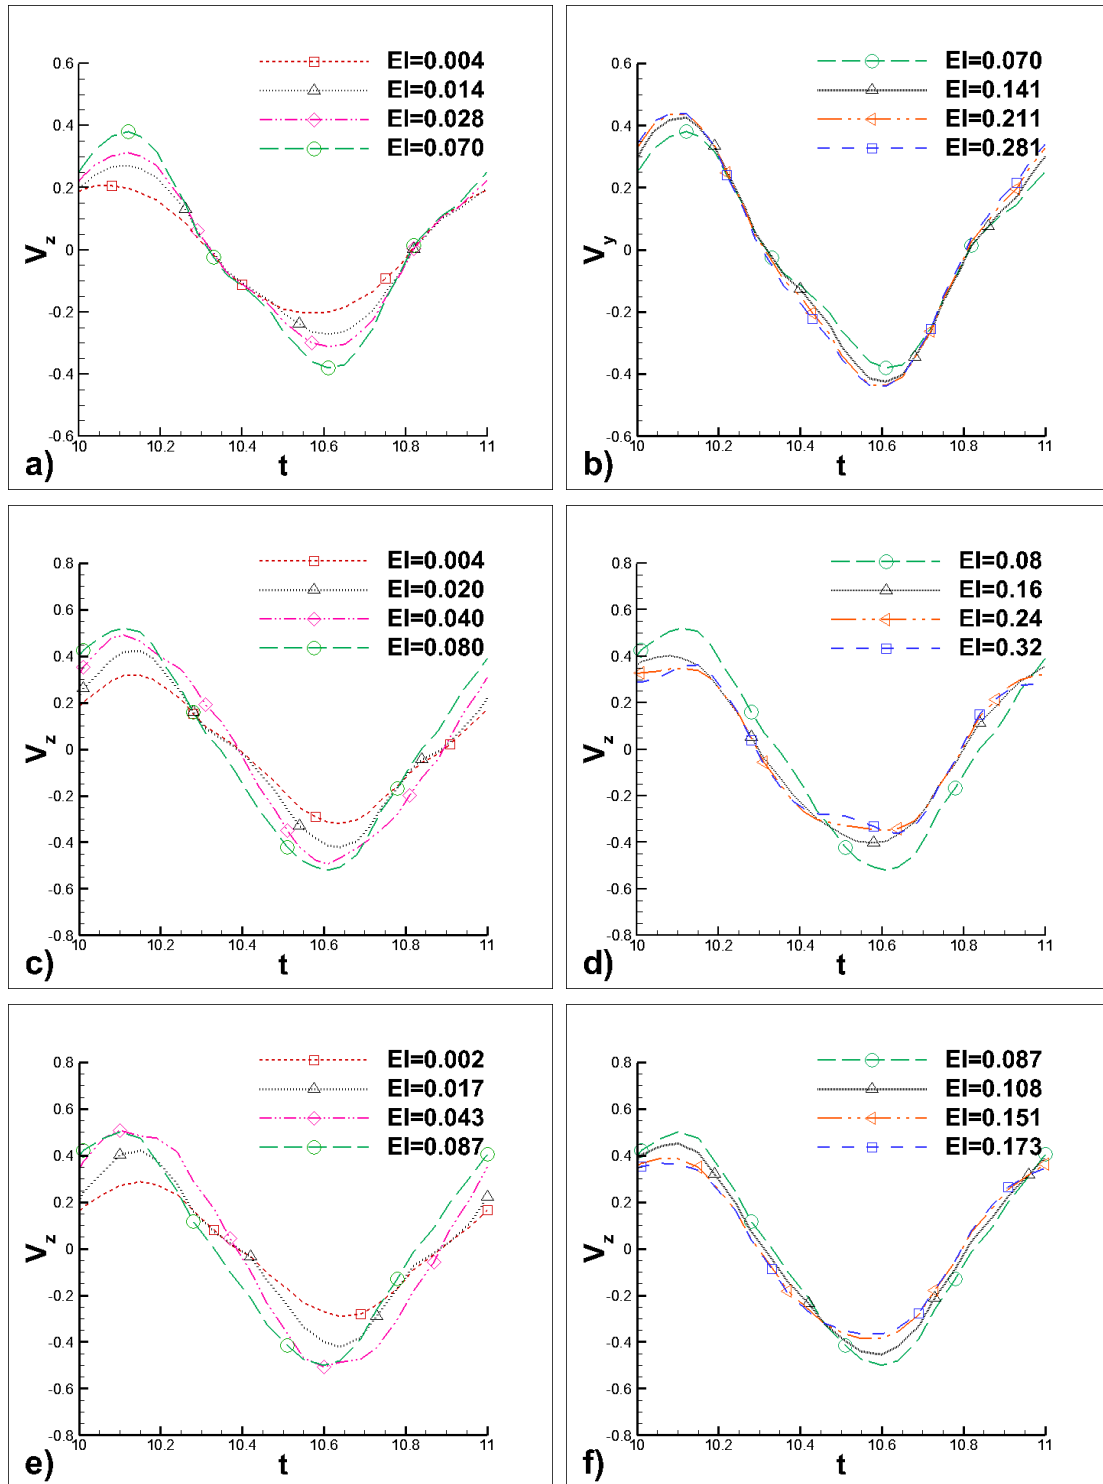 0.6
0.4
0.2
0
-0.2
-0.4
-0.6
Vz
10
10.2
10.4
10.6
10.8
11
t
a)
EI=0.004
EI=0.014
EI=0.028
EI=0.070
0.6
0.4
0.2
0
-0.2
-0.4
-0.6
Vy
10
10.2
10.4
10.6
10.8
11
t
b)
EI=0.070
EI=0.141
EI=0.211
EI=0.281
0.8
0.6
0.4
0.2
0
-0.2
-0.4
-0.6
-0.8
Vz
10
10.2
10.4
10.6
10.8
11
t
c)
EI=0.004
EI=0.020
EI=0.040
EI=0.080
0.8
0.6
0.4
0.2
0
-0.2
-0.4
-0.6
-0.8
Vz
10
10.2
10.4
10.6
10.8
11
t
d)
EI=0.08
EI=0.16
EI=0.24
EI=0.32
0.8
0.6
0.4
0.2
0
-0.2
-0.4
-0.6
-0.8
Vz
10
10.2
10.4
10.6
10.8
11
t
e)
EI=0.002
EI=0.017
EI=0.043
EI=0.087
0.8
0.6
0.4
0.2
0
-0.2
-0.4
-0.6
-0.8
Vz
10
10.2
10.4
10.6
10.8
11
t
f)
EI=0.087
EI=0.108
EI=0.151
EI=0.173